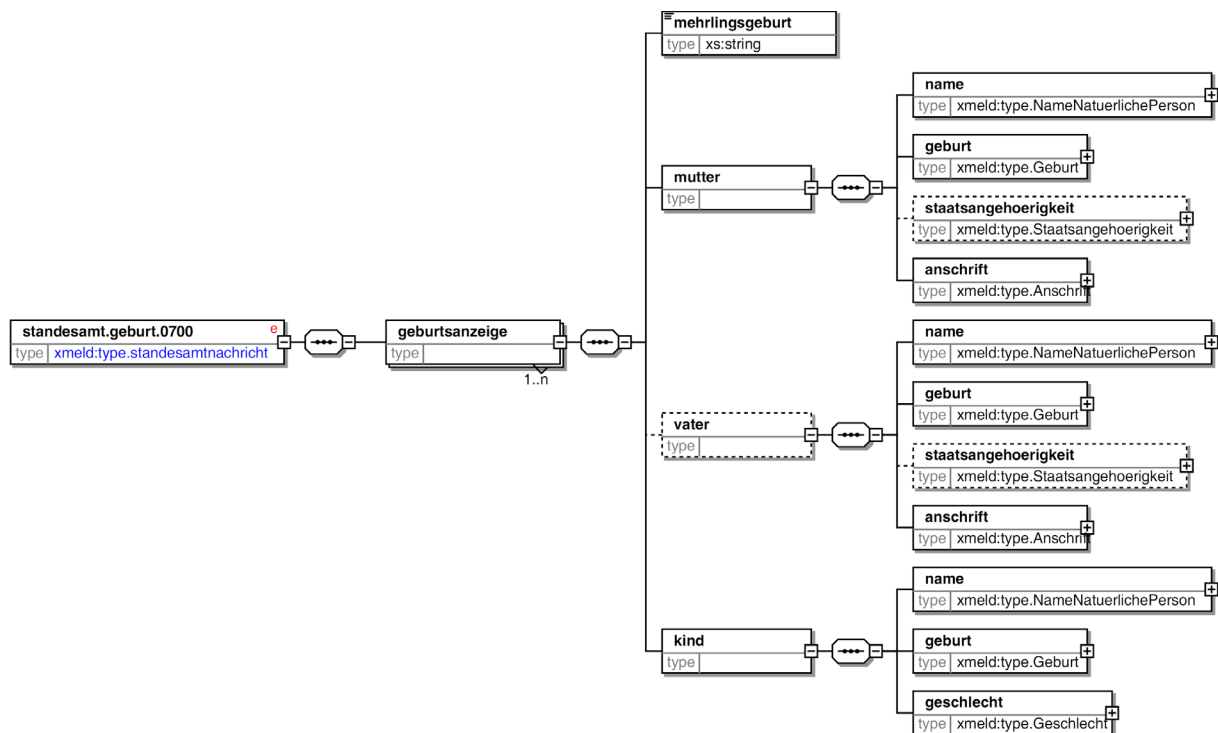 mehrlingsgeburt
type xs:string
name
type xmeld:type.NameNatuerlichePerson
geburt
type xmeld:type.Geburt
mutter
type
staatsangehoerigkeit
type xmeld:type.Staatsangehoerigkeit
anschrift
type xmeld:type.Anschrift
standesamt.geburt.0700 e
type xmeld:type.standesamtnachricht
geburtsanzeige
type
1..n
name
type xmeld:type.NameNatuerlichePerson
geburt
type xmeld:type.Geburt
vater
type
staatsangehoerigkeit
type xmeld:type.Staatsangehoerigkeit
anschrift
type xmeld:type.Anschrift
name
type xmeld:type.NameNatuerlichePerson
kind
type
geburt
type xmeld:type.Geburt
geschlecht
type xmeld:type.Geschlecht